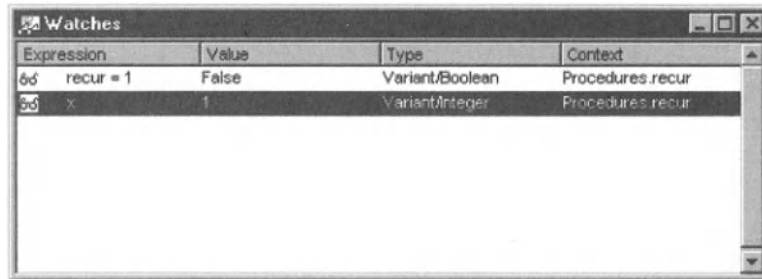 Watches
Expression Value Type Context
recur = 1 False Variant/Boolean Procedures.recur
x 1 Variant/Integer Procedures.recur